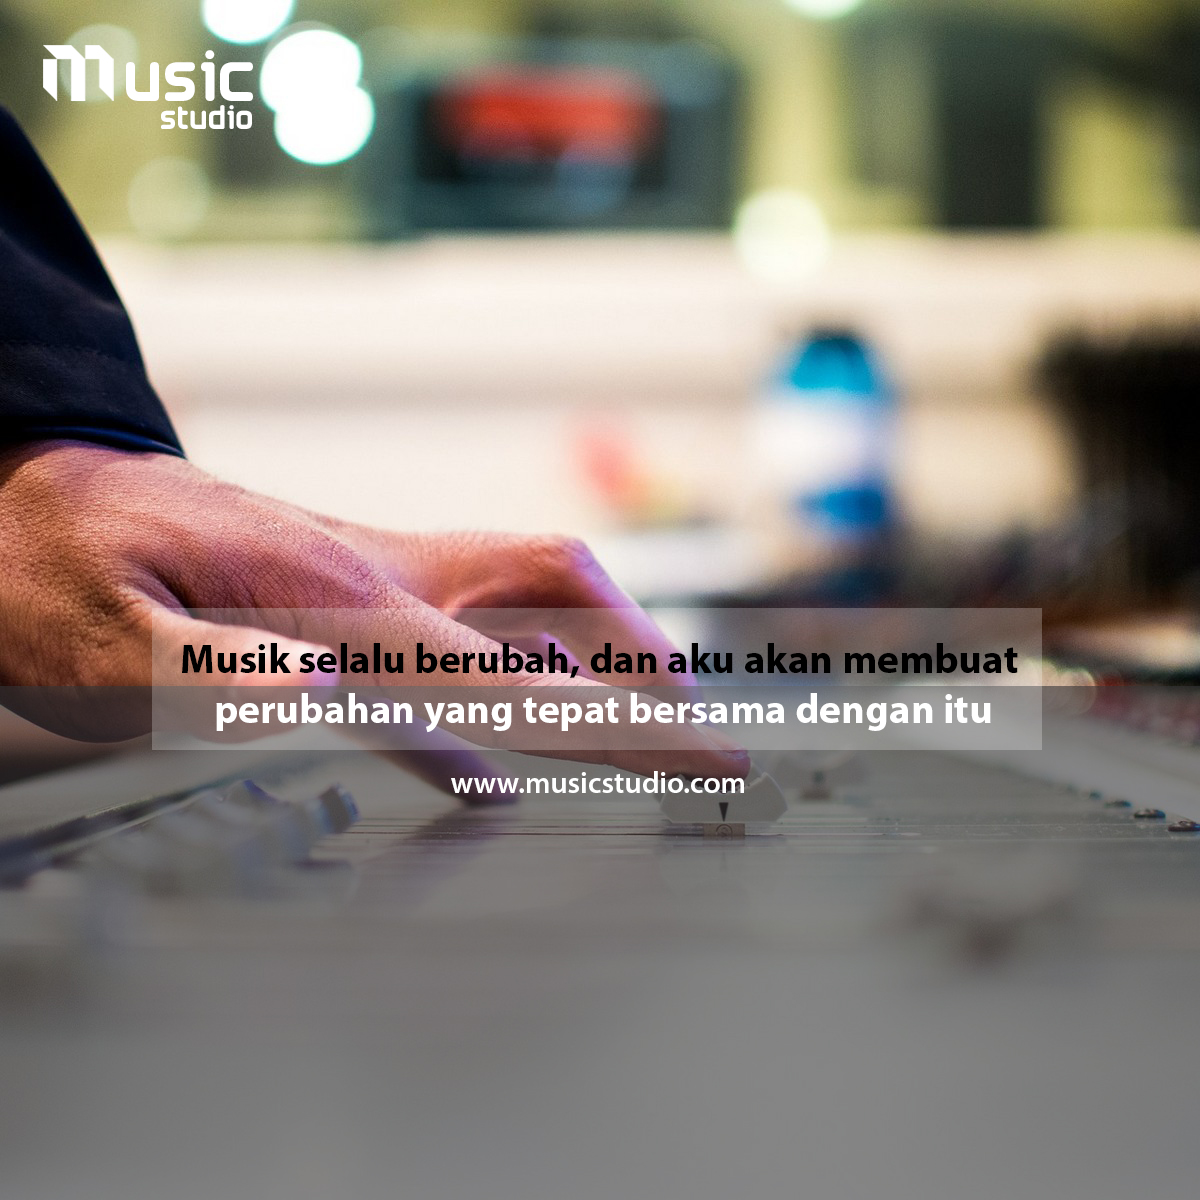 Music
studio
Musik selalu berubah, dan aku akan membuat
perubahan yang tepat bersama dengan itu
www.musicstudio.com